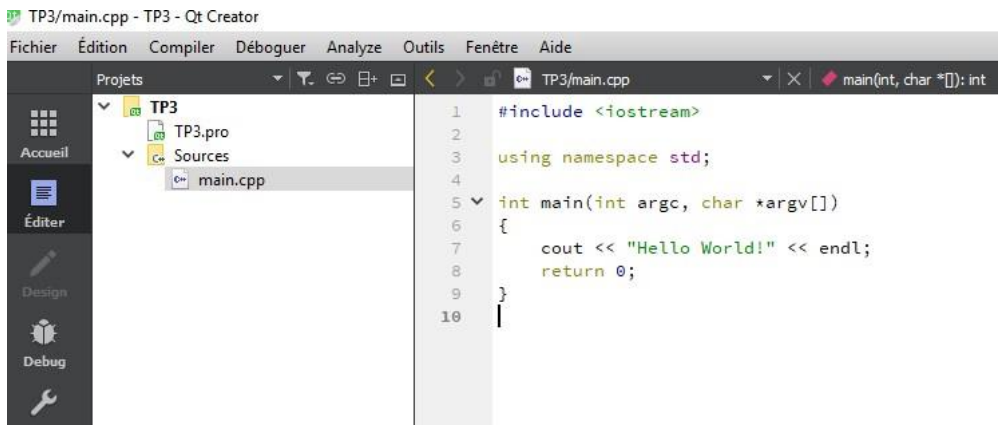 TP3/main.cpp - TP3 - Qt Creator
Fichier Édition Compiler Déboguer Analyze Outils Fenêtre Aide
Projets
TP3/main.cpp
main(int, char *[]): int
Accueil
Éditer
Design
Debug
TP3
TP3.pro
Sources
main.cpp
1 #include <iostream>
2
3 using namespace std;
4
5 int main(int argc, char *argv[])
6 {
7 cout << "Hello World!" << endl;
8 return 0;
9 }
10